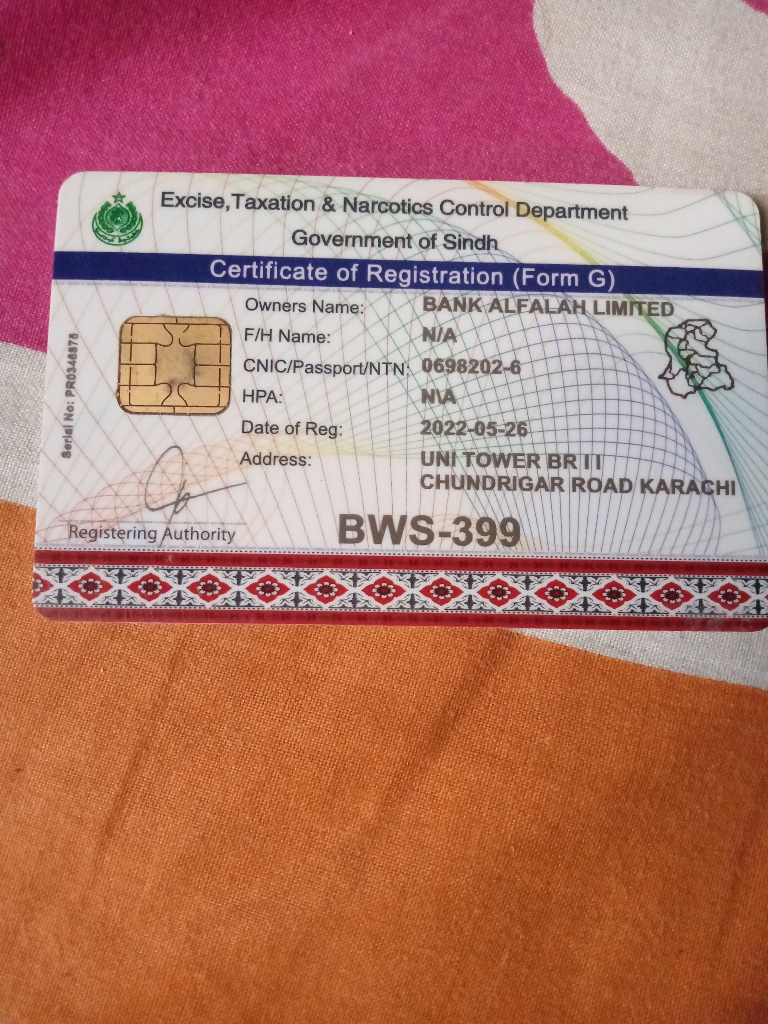 Excise,Taxation & Narcotics Control Department
Government of Sindh
Certificate of Registration (Form G)
Owners Name: BANK ALFALAH LIMITED
F/H Name: N/A
CNIC/Passport/NTN: 0698202-6
HPA: N\A
Date of Reg: 2022-05-26
Address: UNI TOWER BR I I
CHUNDRIGAR ROAD KARACHI
Serial No: PR0346875
Registering Authority
BWS-399